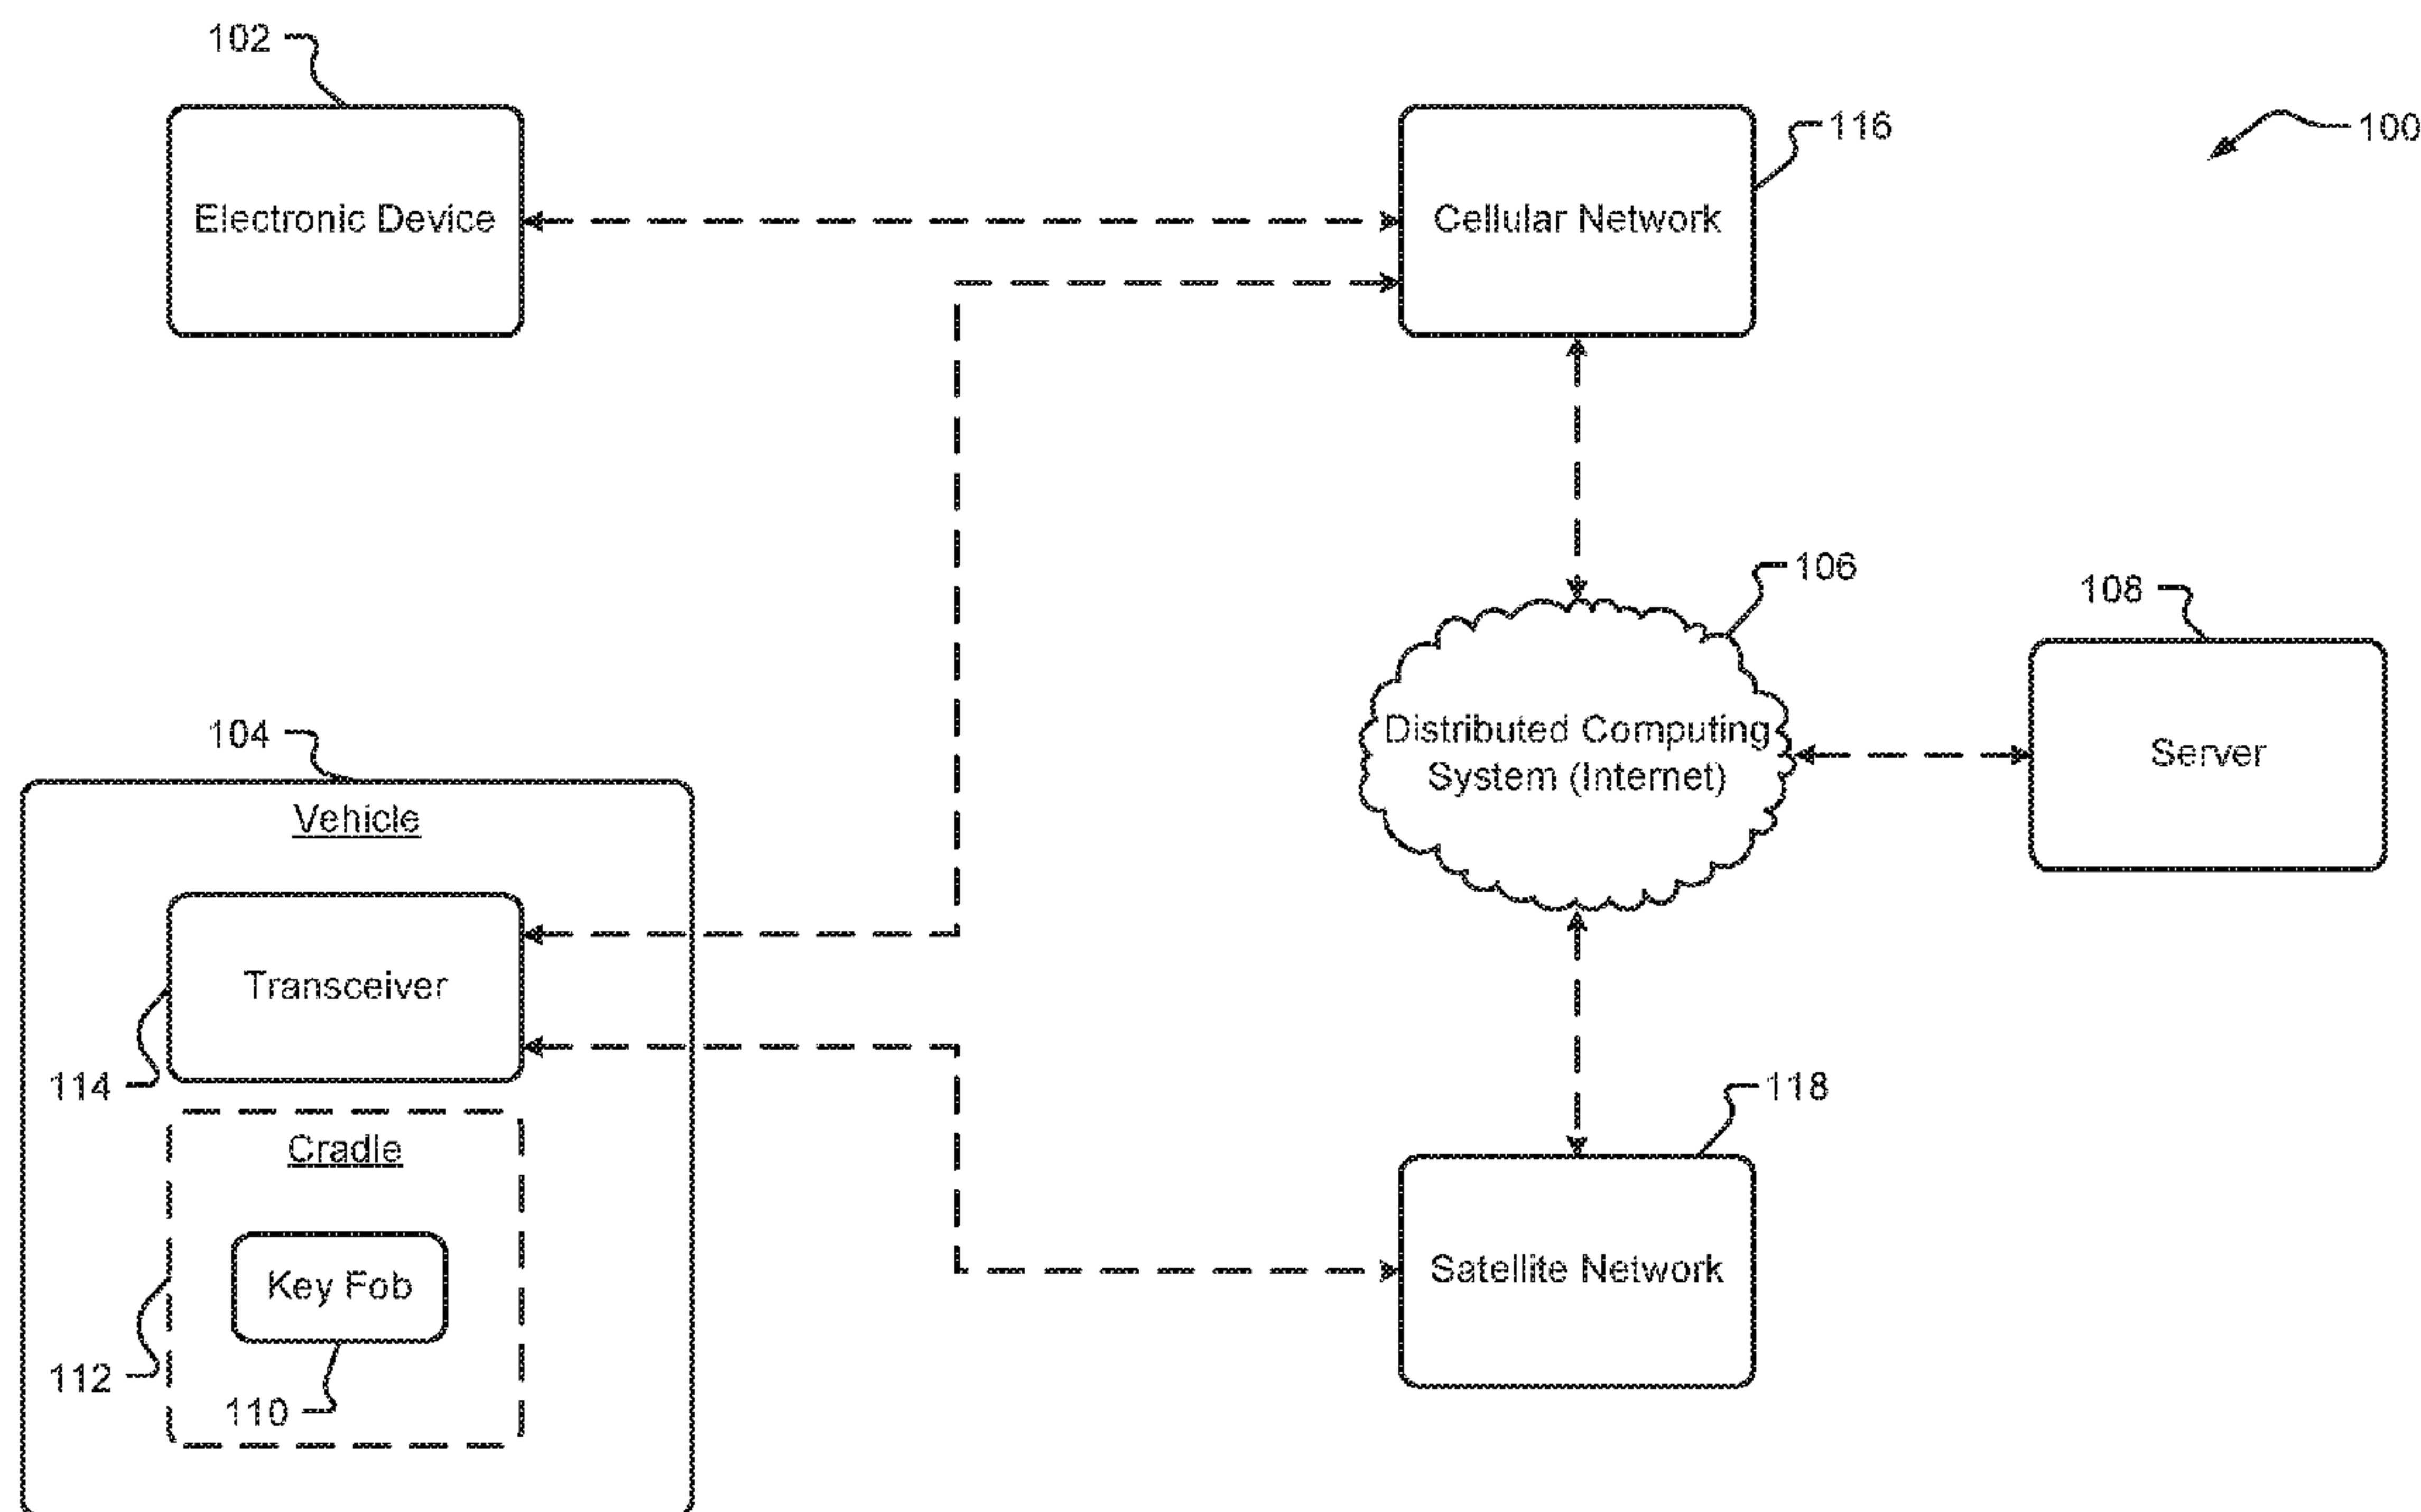 102
Electronic Device
Cellular Network
116
100
106
Distributed Computing
System (Internet)
108
Server
104
Vehicle
Transceiver
114
Cradle
Key Fob
112
110
118
Satellite Network